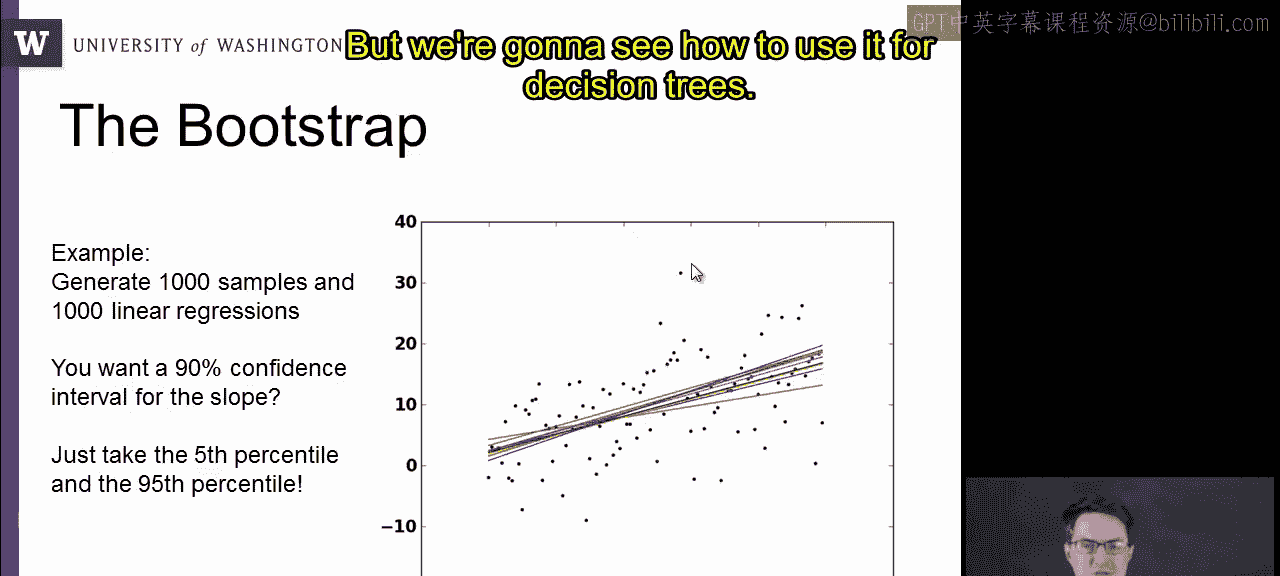 W UNIVERSITY of WASHINGTON
But we're gonna see how to use it for
decision trees.
GPT中英字幕课程资源@bilibili.com
The Bootstrap
Example:
Generate 1000 samples and
1000 linear regressions
You want a 90% confidence
interval for the slope?
Just take the 5th percentile
and the 95th percentile!
40
30
20
10
0
−10